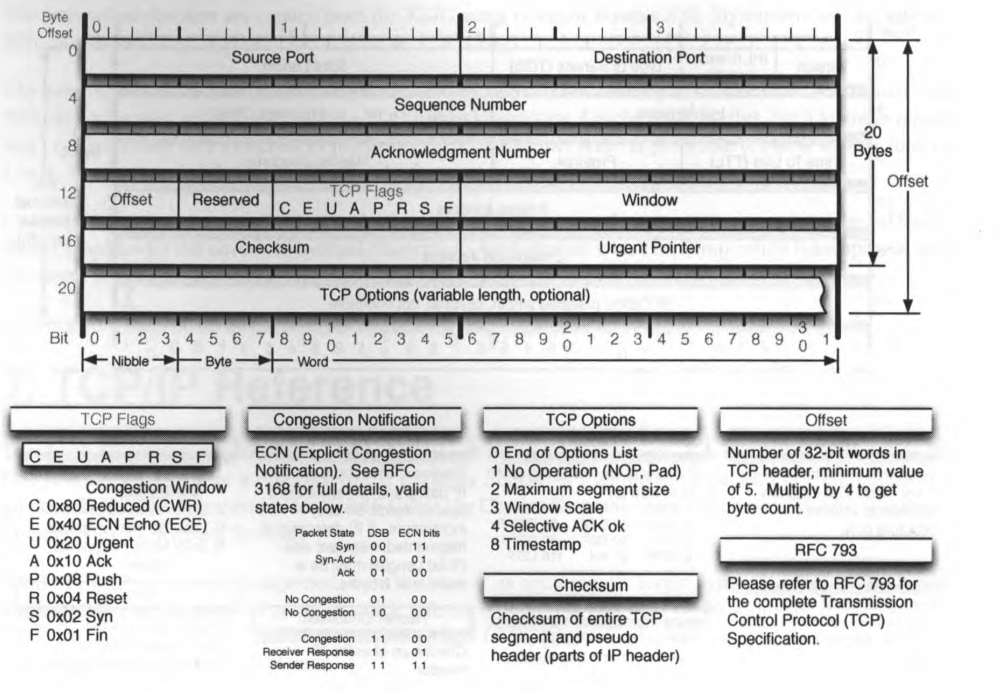 Byte
Offset
0 1 2 3
0 Source Port Destination Port
4 Sequence Number
8 Acknowledgment Number
20
Bytes
Offset
12 Offset Reserved TCP Flags Window
C E U A P R S F
16 Checksum Urgent Pointer
20 TCP Options (variable length, optional)
Bit 0 1 2 3 4 5 6 7 8 9 0 1 2 3 4 5 6 7 8 9 0 1 2 3 4 5 6 7 8 9 0 1
1 2 3
Nibble Byte Word
7. TCP/IP Reference
TCP Flags
C E U A P R S F
Congestion Window
C 0x80 Reduced (CWR)
E 0x40 ECN Echo (ECE)
U 0x20 Urgent
A 0x10 Ack
P 0x08 Push
R 0x04 Reset
S 0x02 Syn
F 0x01 Fin
Congestion Notification
ECN (Explicit Congestion
Notification). See RFC
3168 for full details, valid
states below.
Packet State DSB ECN bits
Syn 0 0 1 1
Syn-Ack 0 0 0 1
Ack 0 1 0 0
No Congestion 0 1 0 0
No Congestion 1 0 0 0
Congestion 1 1 0 0
Receiver Response 1 1 0 1
Sender Response 1 1 1 1
TCP Options
0 End of Options List
1 No Operation (NOP, Pad)
2 Maximum segment size
3 Window Scale
4 Selective ACK ok
8 Timestamp
Checksum
Checksum of entire TCP
segment and pseudo
header (parts of IP header)
Offset
Number of 32-bit words in
TCP header, minimum value
of 5. Multiply by 4 to get
byte count.
RFC 793
Please refer to RFC 793 for
the complete Transmission
Control Protocol (TCP)
Specification.